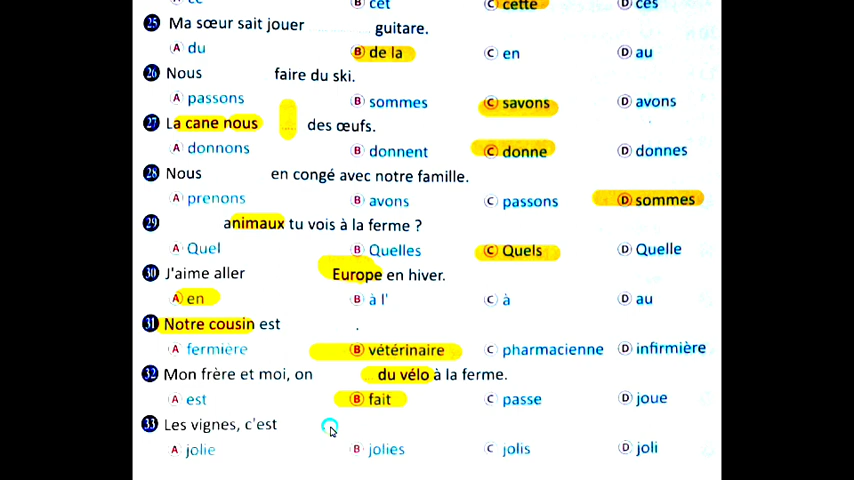 A ce B cet C cette D ces
25 Ma sœur sait jouer ............ guitare.
A du B de la C en D au
26 Nous faire du ski.
A passons B sommes C savons D avons
27 La cane nous ..... des œufs.
A donnons B donnent C donne D donnes
28 Nous en congé avec notre famille.
A prenons B avons C passons D sommes
29 animaux tu vois à la ferme ?
A Quel B Quelles C Quels D Quelle
30 J'aime aller Europe en hiver.
A en B à l' C à D au
31 Notre cousin est .
A fermière B vétérinaire C pharmacienne D infirmière
32 Mon frère et moi, on du vélo à la ferme.
A est B fait C passe D joue
33 Les vignes, c'est
A jolie B jolies C jolis D joli